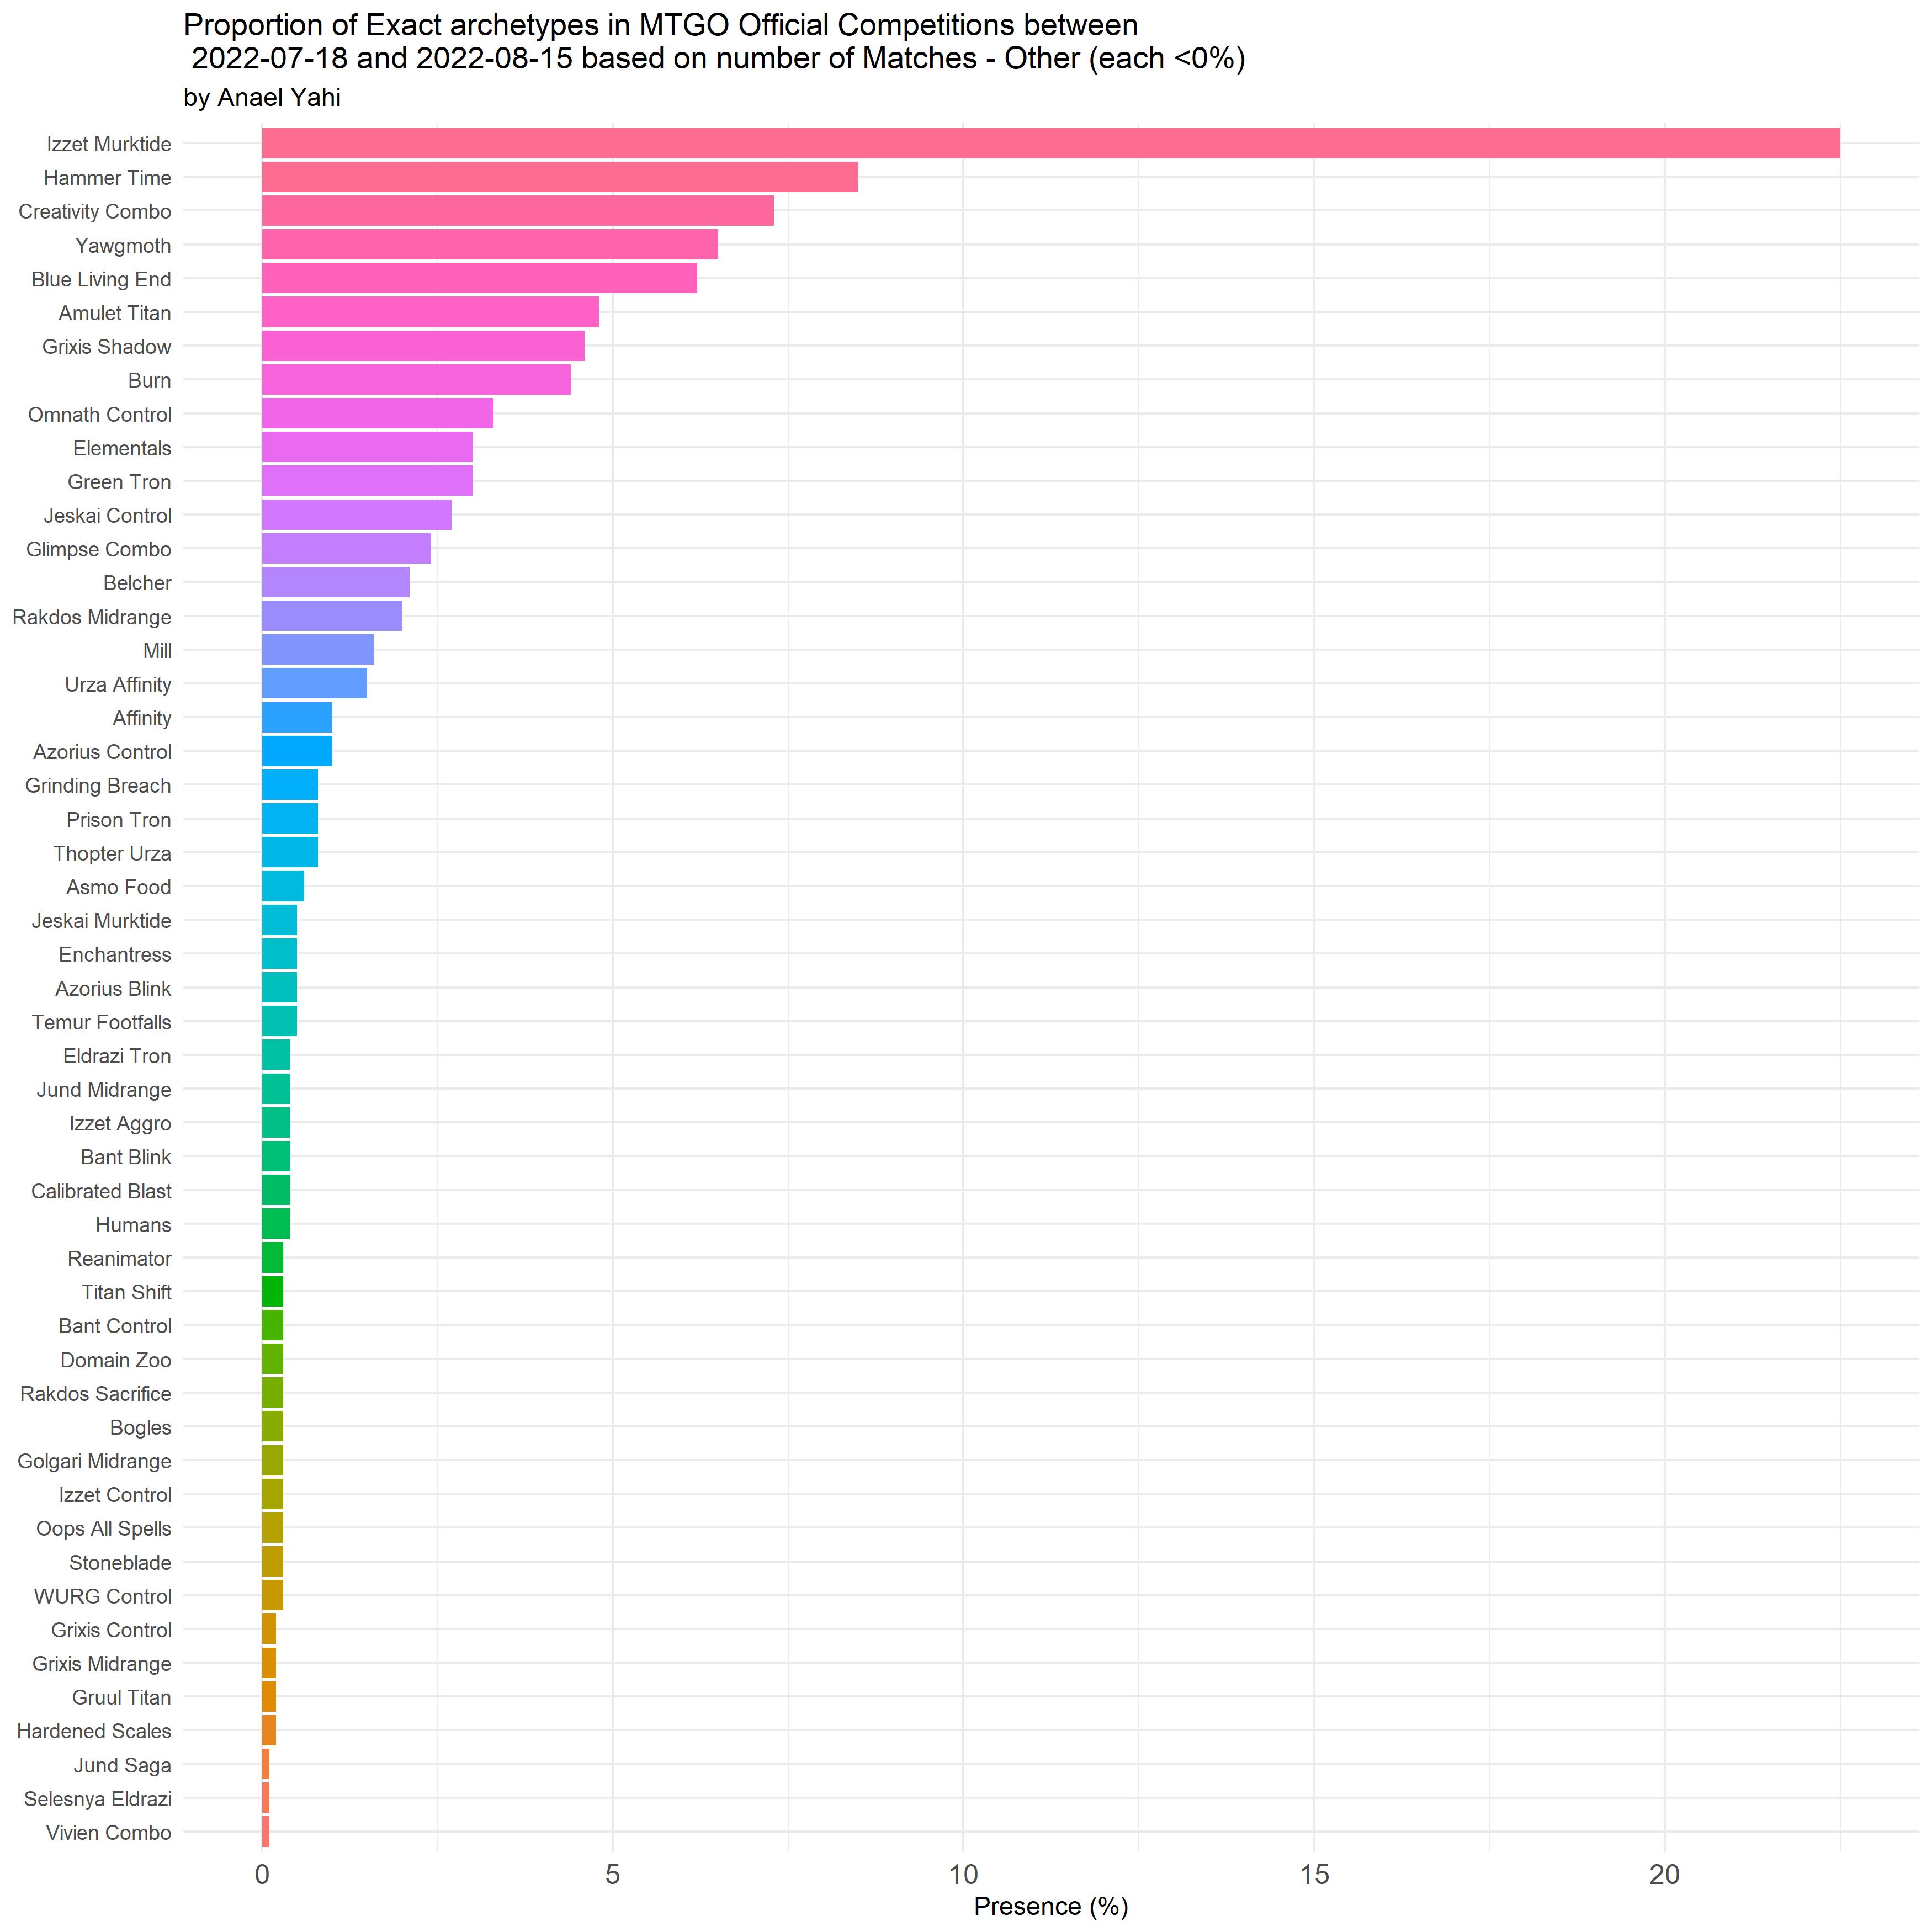 Proportion of Exact archetypes in MTGO Official Competitions between
2022-07-18 and 2022-08-15 based on number of Matches - Other (each <0%)
by Anael Yahi
Izzet Murktide
Hammer Time
Creativity Combo
Yawgmoth
Blue Living End
Amulet Titan
Grixis Shadow
Burn
Omnath Control
Elementals
Green Tron
Jeskai Control
Glimpse Combo
Belcher
Rakdos Midrange
Mill
Urza Affinity
Affinity
Azorius Control
Grinding Breach
Prison Tron
Thopter Urza
Asmo Food
Jeskai Murktide
Enchantress
Azorius Blink
Temur Footfalls
Eldrazi Tron
Jund Midrange
Izzet Aggro
Bant Blink
Calibrated Blast
Humans
Reanimator
Titan Shift
Bant Control
Domain Zoo
Rakdos Sacrifice
Bogles
Golgari Midrange
Izzet Control
Oops All Spells
Stoneblade
WURG Control
Grixis Control
Grixis Midrange
Gruul Titan
Hardened Scales
Jund Saga
Selesnya Eldrazi
Vivien Combo
0 5 10 15 20
Presence (%)